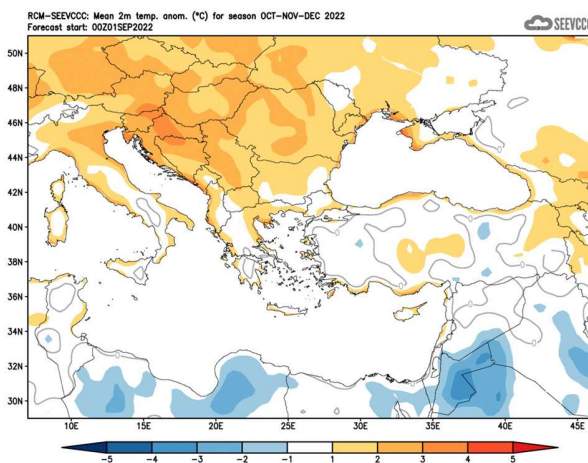 RCM-SEEVCCC: Mean 2m temp. anom. (°C) for season OCT-NOV-DEC 2022
Forecast start: 00Z01SEP2022
SEEVCCC
50N
48N
46N
44N
42N
40N
38N
36N
34N
32N
30N
10E 15E 20E 25E 30E 35E 40E 45E
-5 -4 -3 -2 -1 1 2 3 4 5